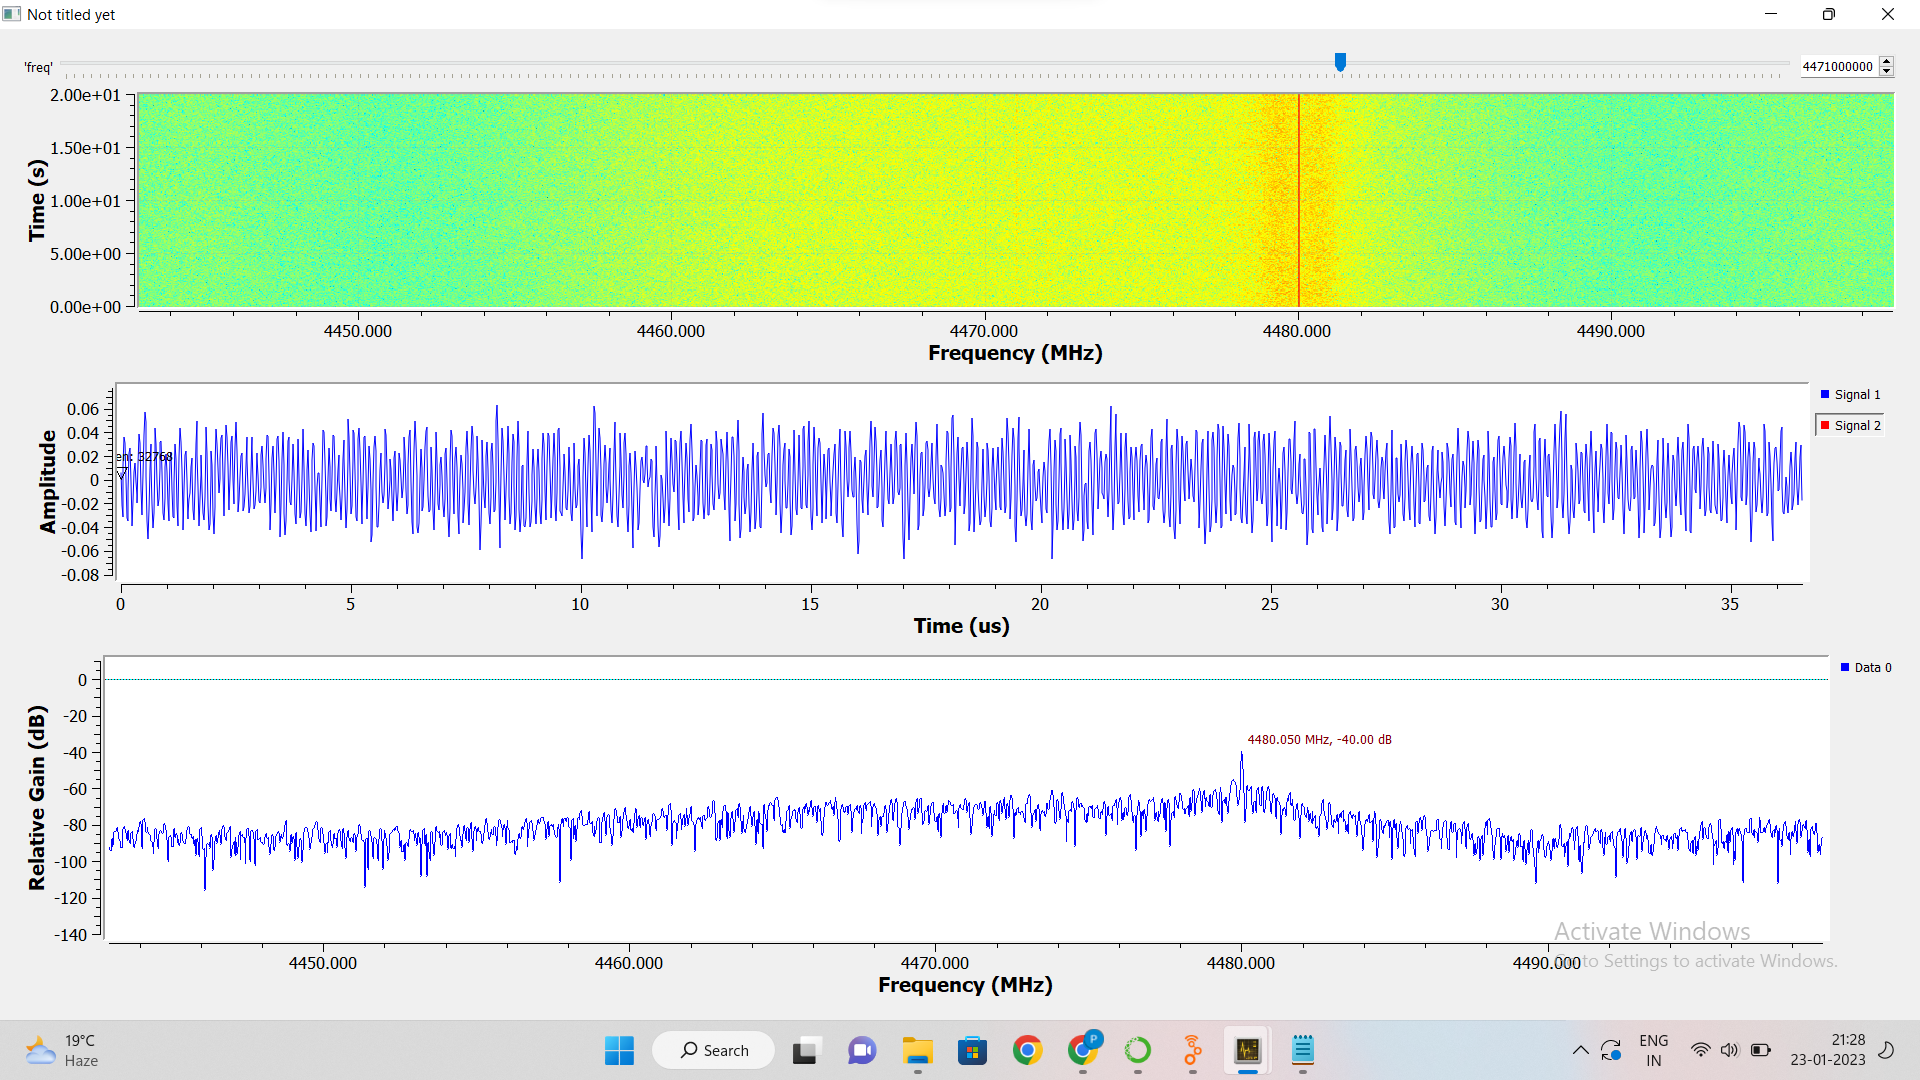 Not titled yet
'freq'
4471000000
2.00e+01
1.50e+01
1.00e+01
5.00e+00
0.00e+00
Time (s)
4450.000 4460.000 4470.000 4480.000 4490.000
Frequency (MHz)
0.06
0.04
0.02
0
-0.02
-0.04
-0.06
-0.08
Amplitude
en: 32768
Signal 1
Signal 2
0 5 10 15 20 25 30 35
Time (us)
0
-20
-40
-60
-80
-100
-120
-140
Relative Gain (dB)
Data 0
4480.050 MHz, -40.00 dB
4450.000 4460.000 4470.000 4480.000 4490.000
Frequency (MHz)
Activate Windows
to Settings to activate Windows.
19°C
Haze
Search
P
ENG
IN
21:28
23-01-2023